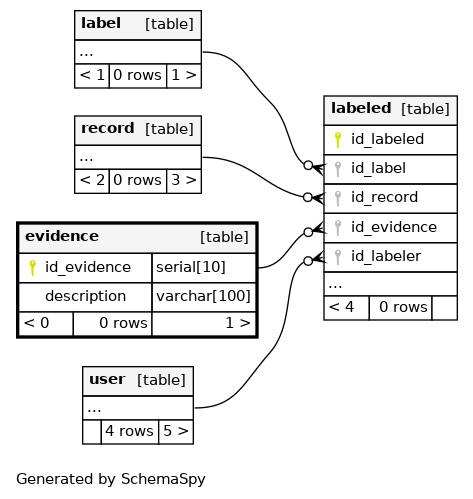 label [table]
...
< 1 0 rows 1 >
record [table]
...
< 2 0 rows 3 >
evidence [table]
id_evidence serial[10]
description varchar[100]
< 0 0 rows 1 >
user [table]
...
4 rows 5 >
labeled [table]
id_labeled
id_label
id_record
id_evidence
id_labeler
...
< 4 0 rows
Generated by SchemaSpy